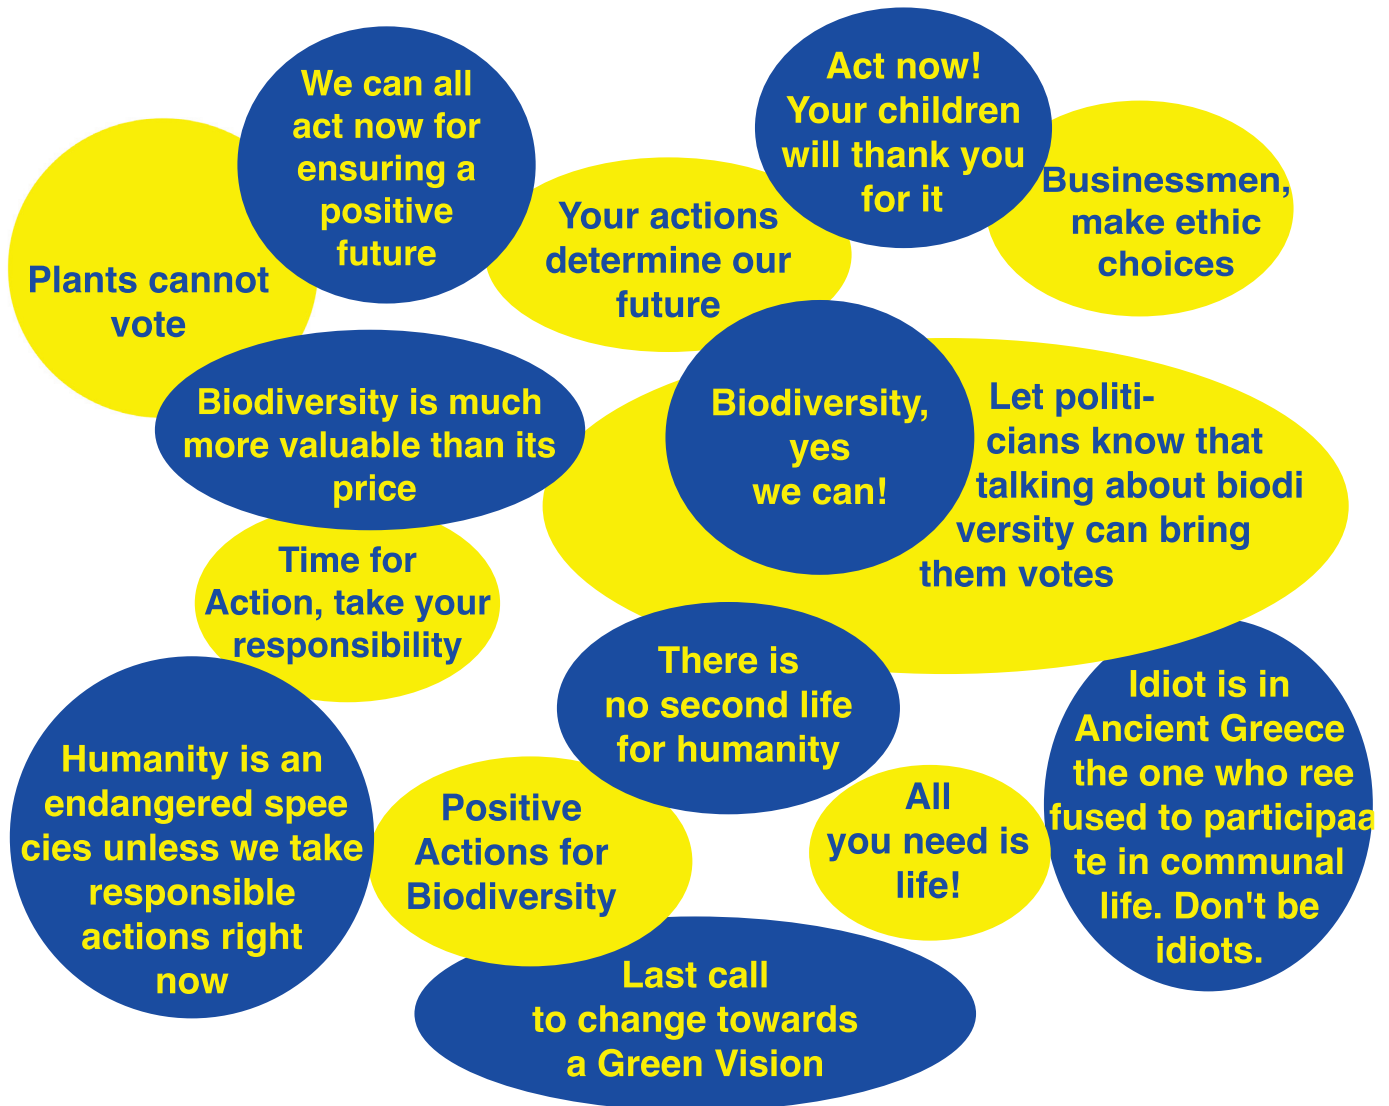 We can all
act now for
ensuring a
positive
future
Act now!
Your children
will thank you
for it
Businessmen,
make ethic
choices
Your actions
determine our
future
Plants cannot
vote
Biodiversity is much
more valuable than its
price
Biodiversity,
yes
we can!
Let politi-
cians know that
talking about biodi
versity can bring
them votes
Time for
Action, take your
responsibility
There is
no second life
for humanity
Idiot is in
Ancient Greece
the one who ree
fused to participaa
te in communal
life. Don't be
idiots.
Humanity is an
endangered spee
cies unless we take
responsible
actions right
now
Positive
Actions for
Biodiversity
All
you need is
life!
Last call
to change towards
a Green Vision